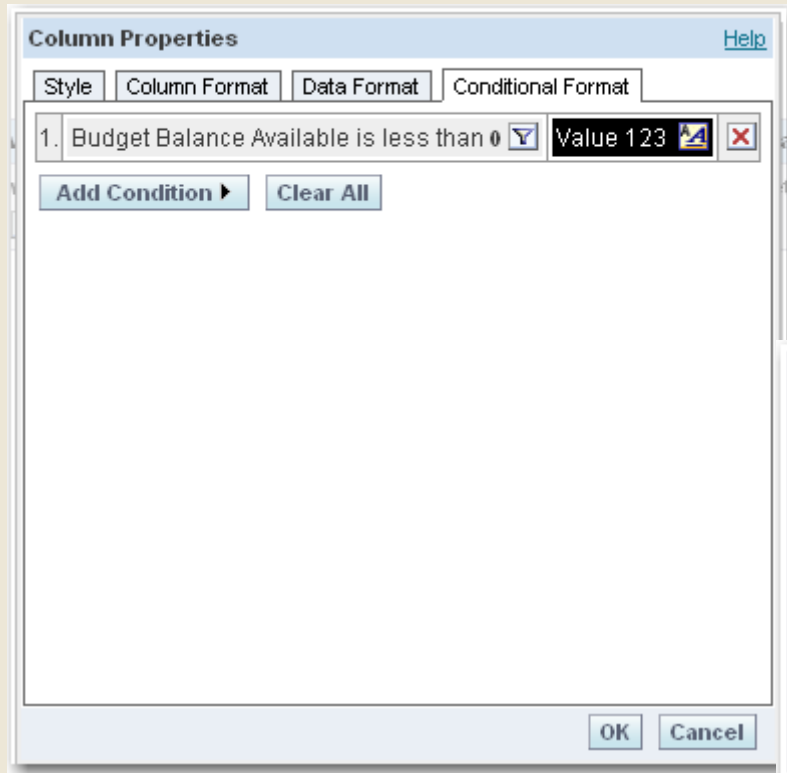 Column Properties Help
Style Column Format Data Format Conditional Format
1. Budget Balance Available is less than 0 Value 123
Add Condition Clear All
OK Cancel